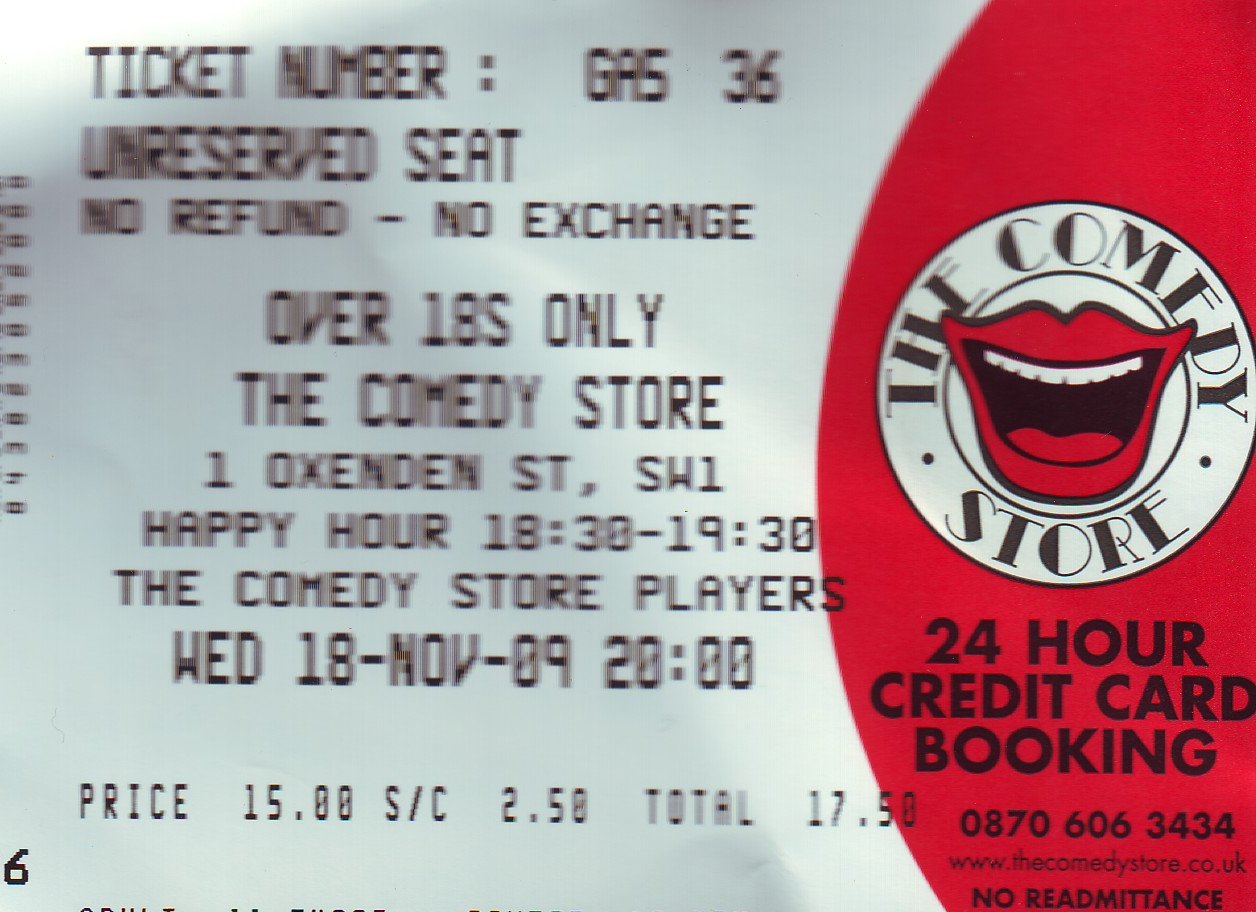 TICKET NUMBER : GA5 36
UNRESERVED SEAT
NO REFUND - NO EXCHANGE
OVER 18S ONLY
THE COMEDY STORE
1 OXENDEN ST, SW1
HAPPY HOUR 18:30-19:30
THE COMEDY STORE PLAYERS
WED 18-NOV-09 20:00
PRICE 15.00 S/C 2.50 TOTAL 17.50
6
THE COMEDY
STORE
24 HOUR
CREDIT CARD
BOOKING
0870 606 3434
www.thecomedystore.co.uk
NO READMITTANCE